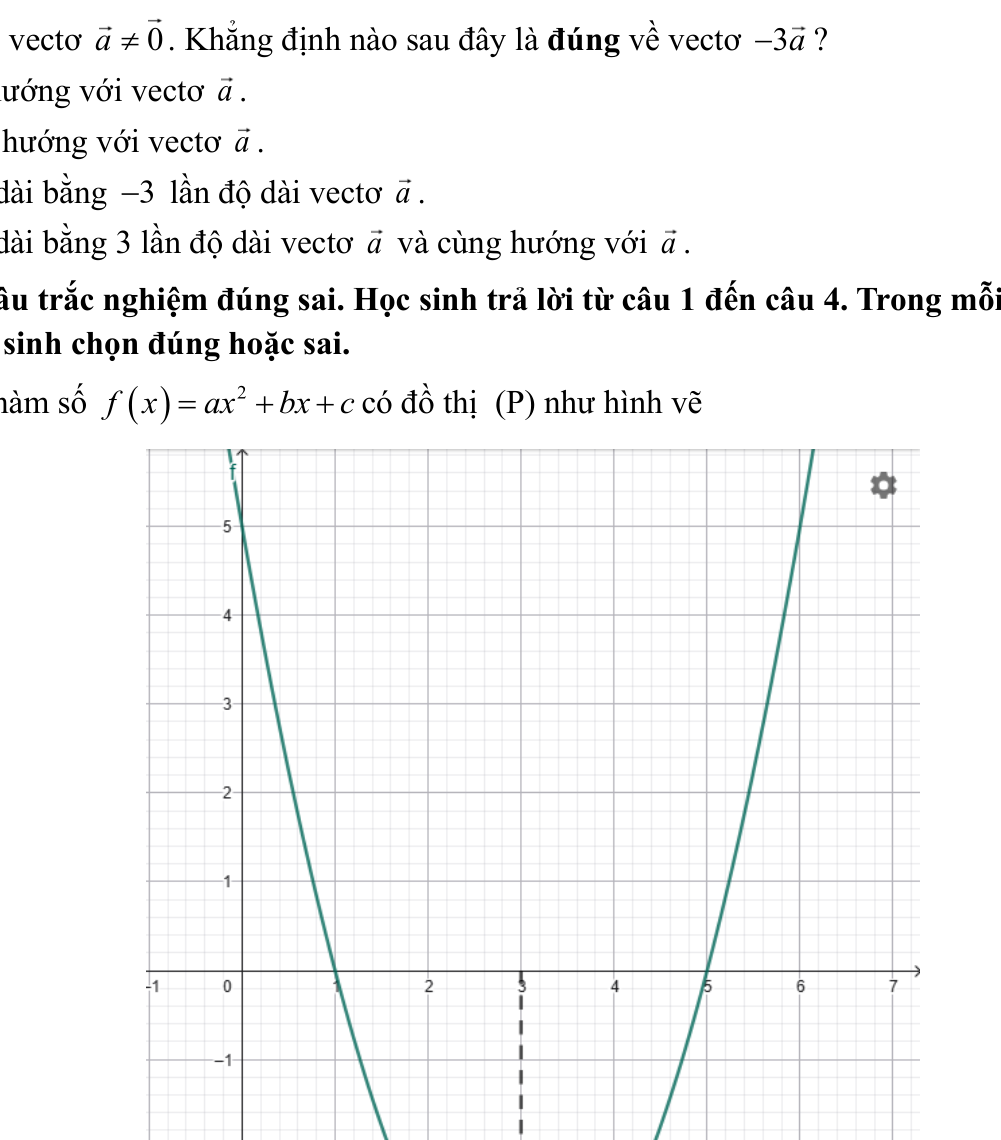 vectơ a⃗ ≠ 0⃗. Khẳng định nào sau đây là đúng về vectơ −3a⃗ ?
ướng với vectơ a⃗ .
hướng với vectơ a⃗ .
dài bằng −3 lần độ dài vectơ a⃗ .
dài bằng 3 lần độ dài vectơ a⃗ và cùng hướng với a⃗ .
âu trắc nghiệm đúng sai. Học sinh trả lời từ câu 1 đến câu 4. Trong mỗi
sinh chọn đúng hoặc sai.
hàm số f(x) = ax² + bx + c có đồ thị (P) như hình vẽ
f
5
4
3
2
1
-1 0 1 2 3 4 5 6 7
−1